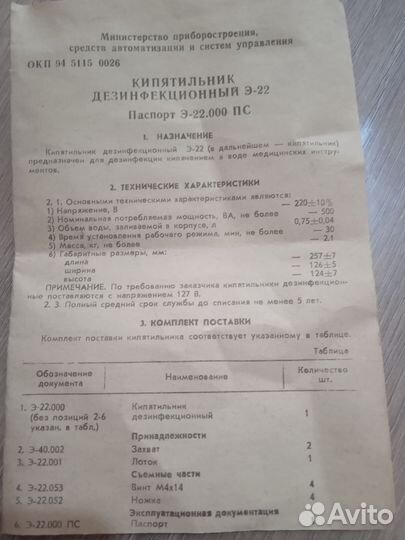 Министерство приборостроения,
средств автоматизации и систем управления
ОКП 94 5115 0026
КИПЯТИЛЬНИК
ДЕЗИНФЕКЦИОННЫЙ Э-22
Паспорт Э-22.000 ПС
1. НАЗНАЧЕНИЕ
Кипятильник дезинфекционный Э-22 (в дальнейшем — кипятильник)
предназначен для дезинфекции кипячением в воде медицинских инстру-
ментов.
2. ТЕХНИЧЕСКИЕ ХАРАКТЕРИСТИКИ
2. 1. Основными техническими характеристиками являются:
1) Напряжение, В — 220±10%
2) Номинальная потребляемая мощность, ВА, не более — 500
3) Объем воды, заливаемой в корпусе, л 0,75±0,04
4) Время установления рабочего режима, мин, не более — 30
5) Масса, кг, не более — 2.1
6) Габаритные размеры, мм:
длина — 257±7
ширина — 126±5
высота — 124±7
ПРИМЕЧАНИЕ. По требованию заказчика кипятильники дезинфекцион-
ные поставляются с напряжением 127 В.
2. 3. Полный средний срок службы до списания не менее 5 лет.
3. КОМПЛЕКТ ПОСТАВКИ
Комплект поставки кипятильника соответствует указанному в таблице.
Таблица
Обозначение документа Наименование Количество шт.
1. Э-22.000 Кипятильник
(без позиций 2-6 дезинфекционный 1
указан. в табл.)
Принадлежности
2. Э-40.002 Захват 2
3. Э-22.001 Лоток 1
Съемные части
4. Э-22.053 Винт М4х14 4
5. Э-22.052 Ножка 4
Эксплуатационная документация
6. Э-22.000 ПС Паспорт
Avito